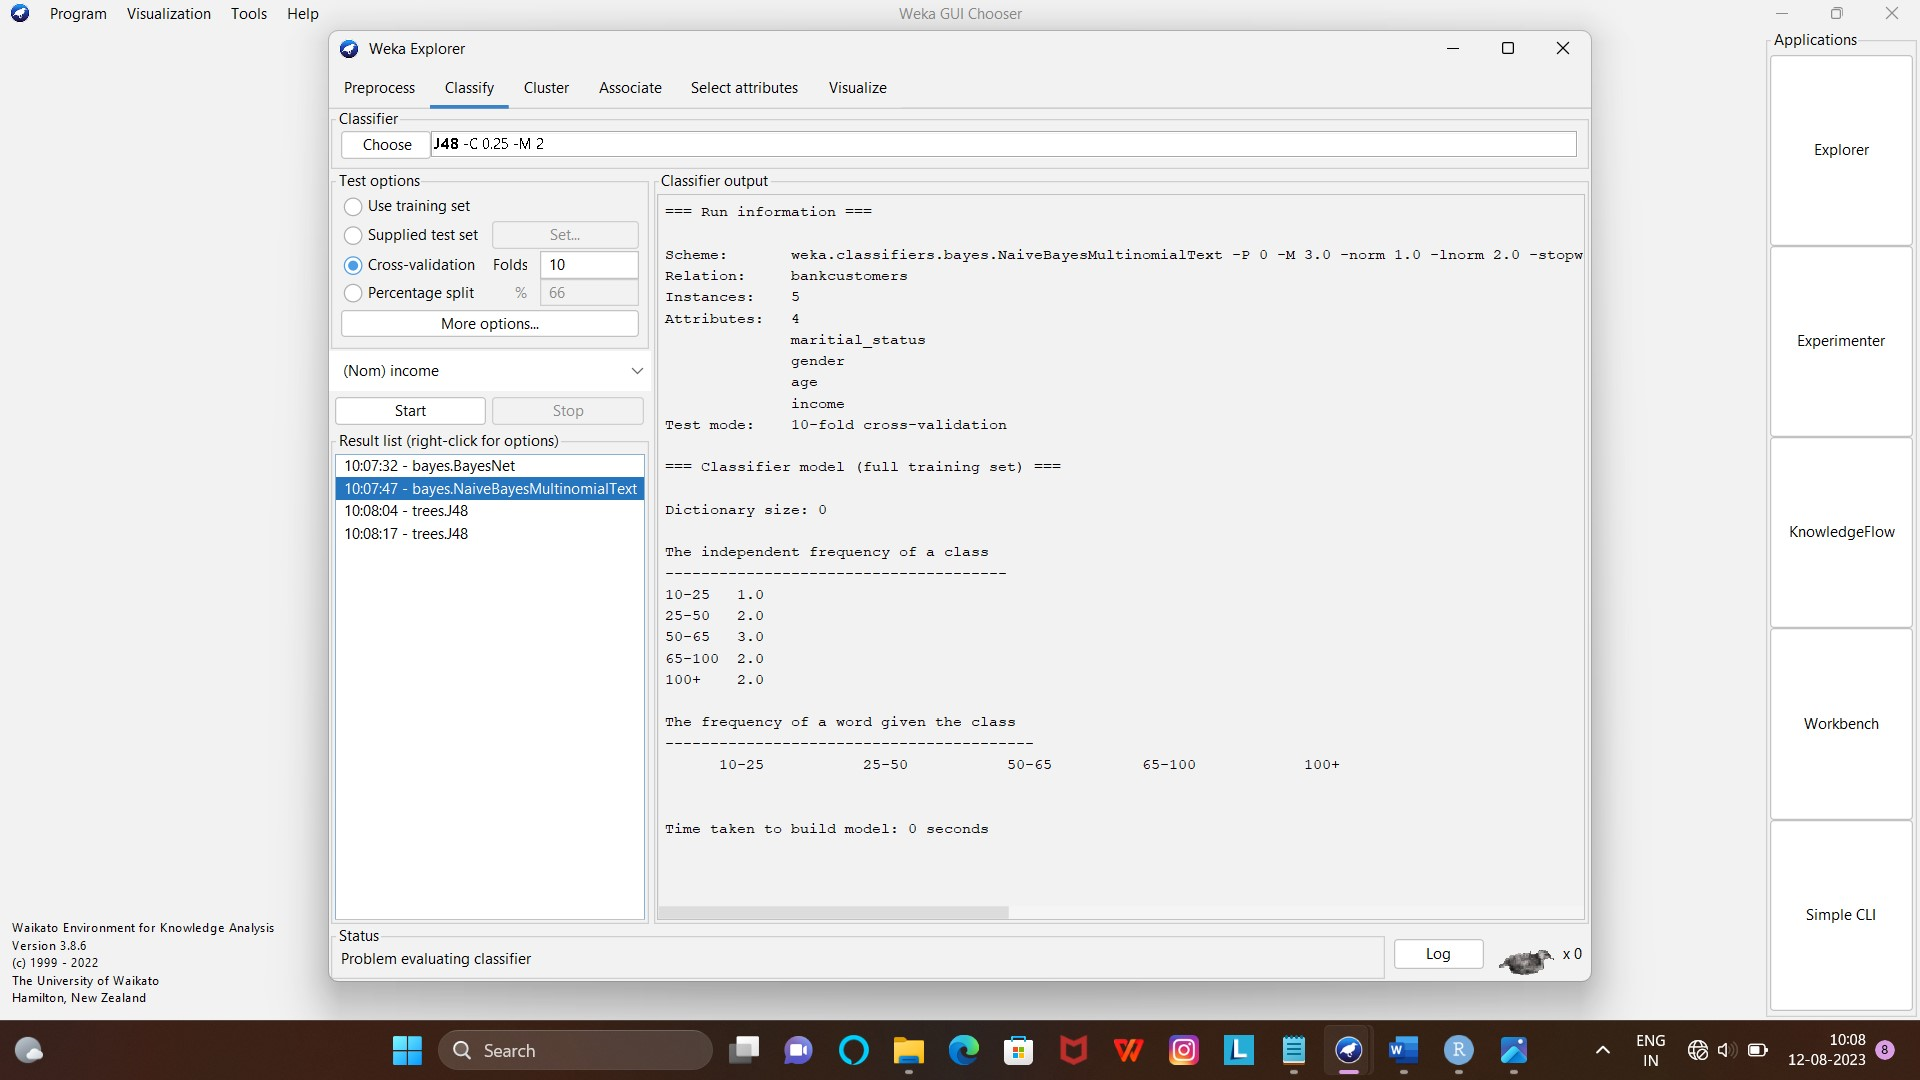 Program Visualization Tools Help
Weka GUI Chooser
Applications
Explorer
Experimenter
KnowledgeFlow
Workbench
Simple CLI
Weka Explorer
Preprocess Classify Cluster Associate Select attributes Visualize
Classifier
Choose J48 -C 0.25 -M 2
Test options
Use training set
Supplied test set Set...
Cross-validation Folds 10
Percentage split % 66
More options...
(Nom) income
Start Stop
Result list (right-click for options)
10:07:32 - bayes.BayesNet
10:07:47 - bayes.NaiveBayesMultinomialText
10:08:04 - trees.J48
10:08:17 - trees.J48
Classifier output
=== Run information ===
Scheme: weka.classifiers.bayes.NaiveBayesMultinomialText -P 0 -M 3.0 -norm 1.0 -lnorm 2.0 -stopw
Relation: bankcustomers
Instances: 5
Attributes: 4
maritial_status
gender
age
income
Test mode: 10-fold cross-validation
=== Classifier model (full training set) ===
Dictionary size: 0
The independent frequency of a class
--------------------------------------
10-25 1.0
25-50 2.0
50-65 3.0
65-100 2.0
100+ 2.0
The frequency of a word given the class
-----------------------------------------
10-25 25-50 50-65 65-100 100+
Time taken to build model: 0 seconds
Status
Problem evaluating classifier
Log
x 0
Waikato Environment for Knowledge Analysis
Version 3.8.6
(c) 1999 - 2022
The University of Waikato
Hamilton, New Zealand
Search
ENG
IN
10:08
12-08-2023
8